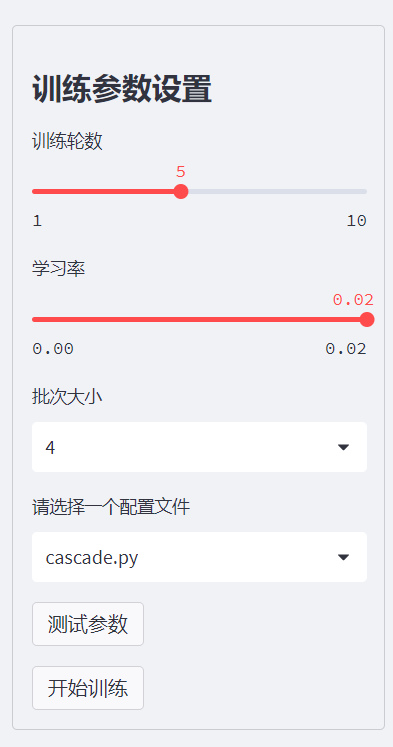 训练参数设置
训练轮数
5
1 10
学习率
0.02
0.00 0.02
批次大小
4
请选择一个配置文件
cascade.py
测试参数
开始训练